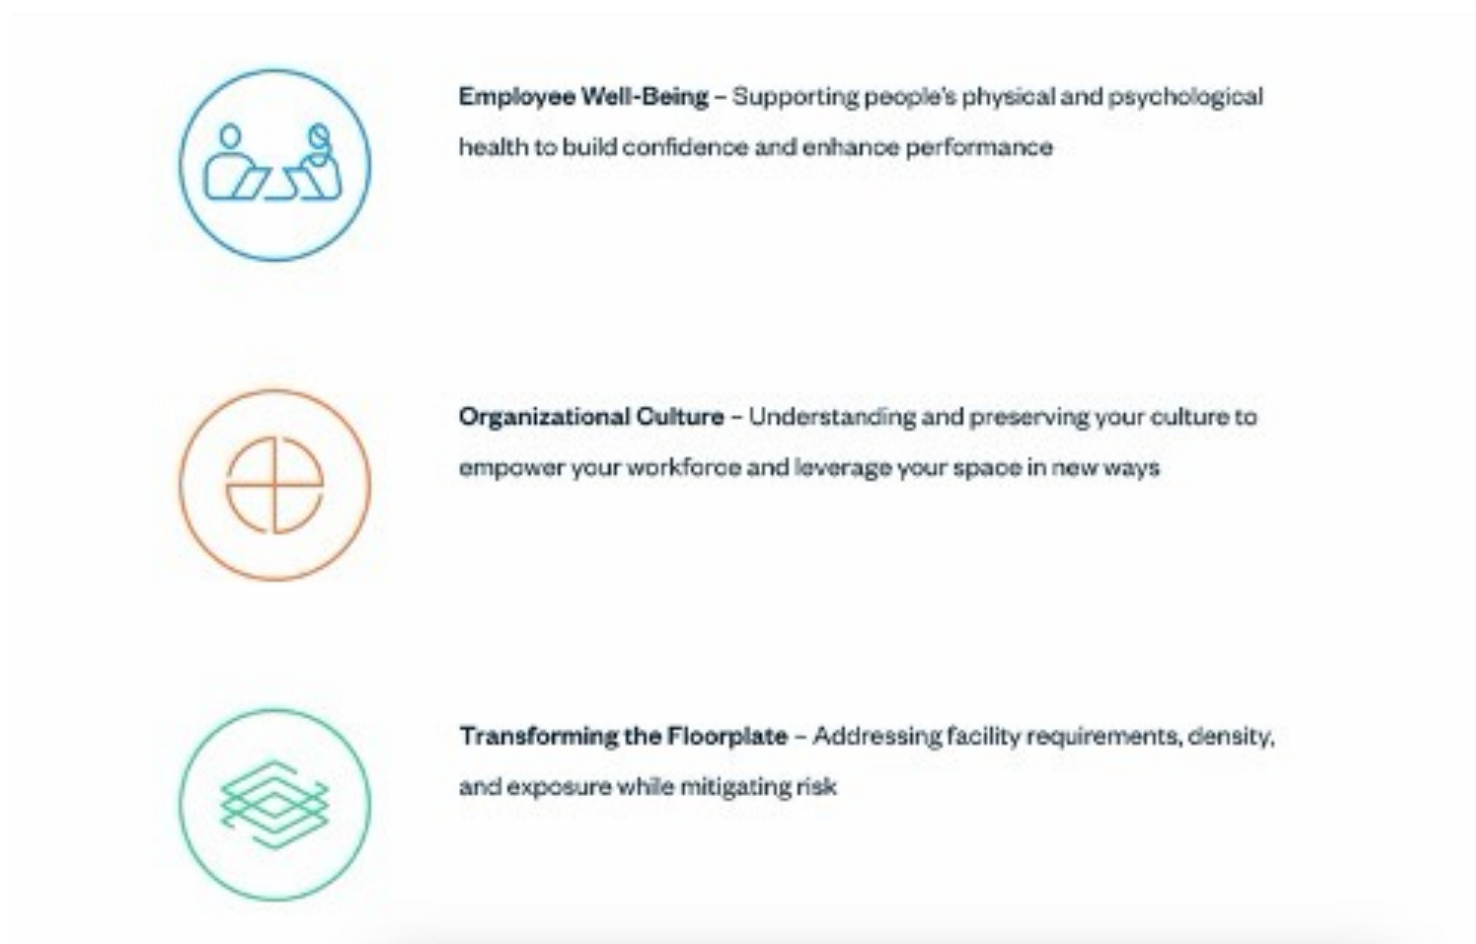 Employee Well-Being – Supporting people's physical and psychological
health to build confidence and enhance performance
Organizational Culture – Understanding and preserving your culture to
empower your workforce and leverage your space in new ways
Transforming the Floorplate – Addressing facility requirements, density,
and exposure while mitigating risk